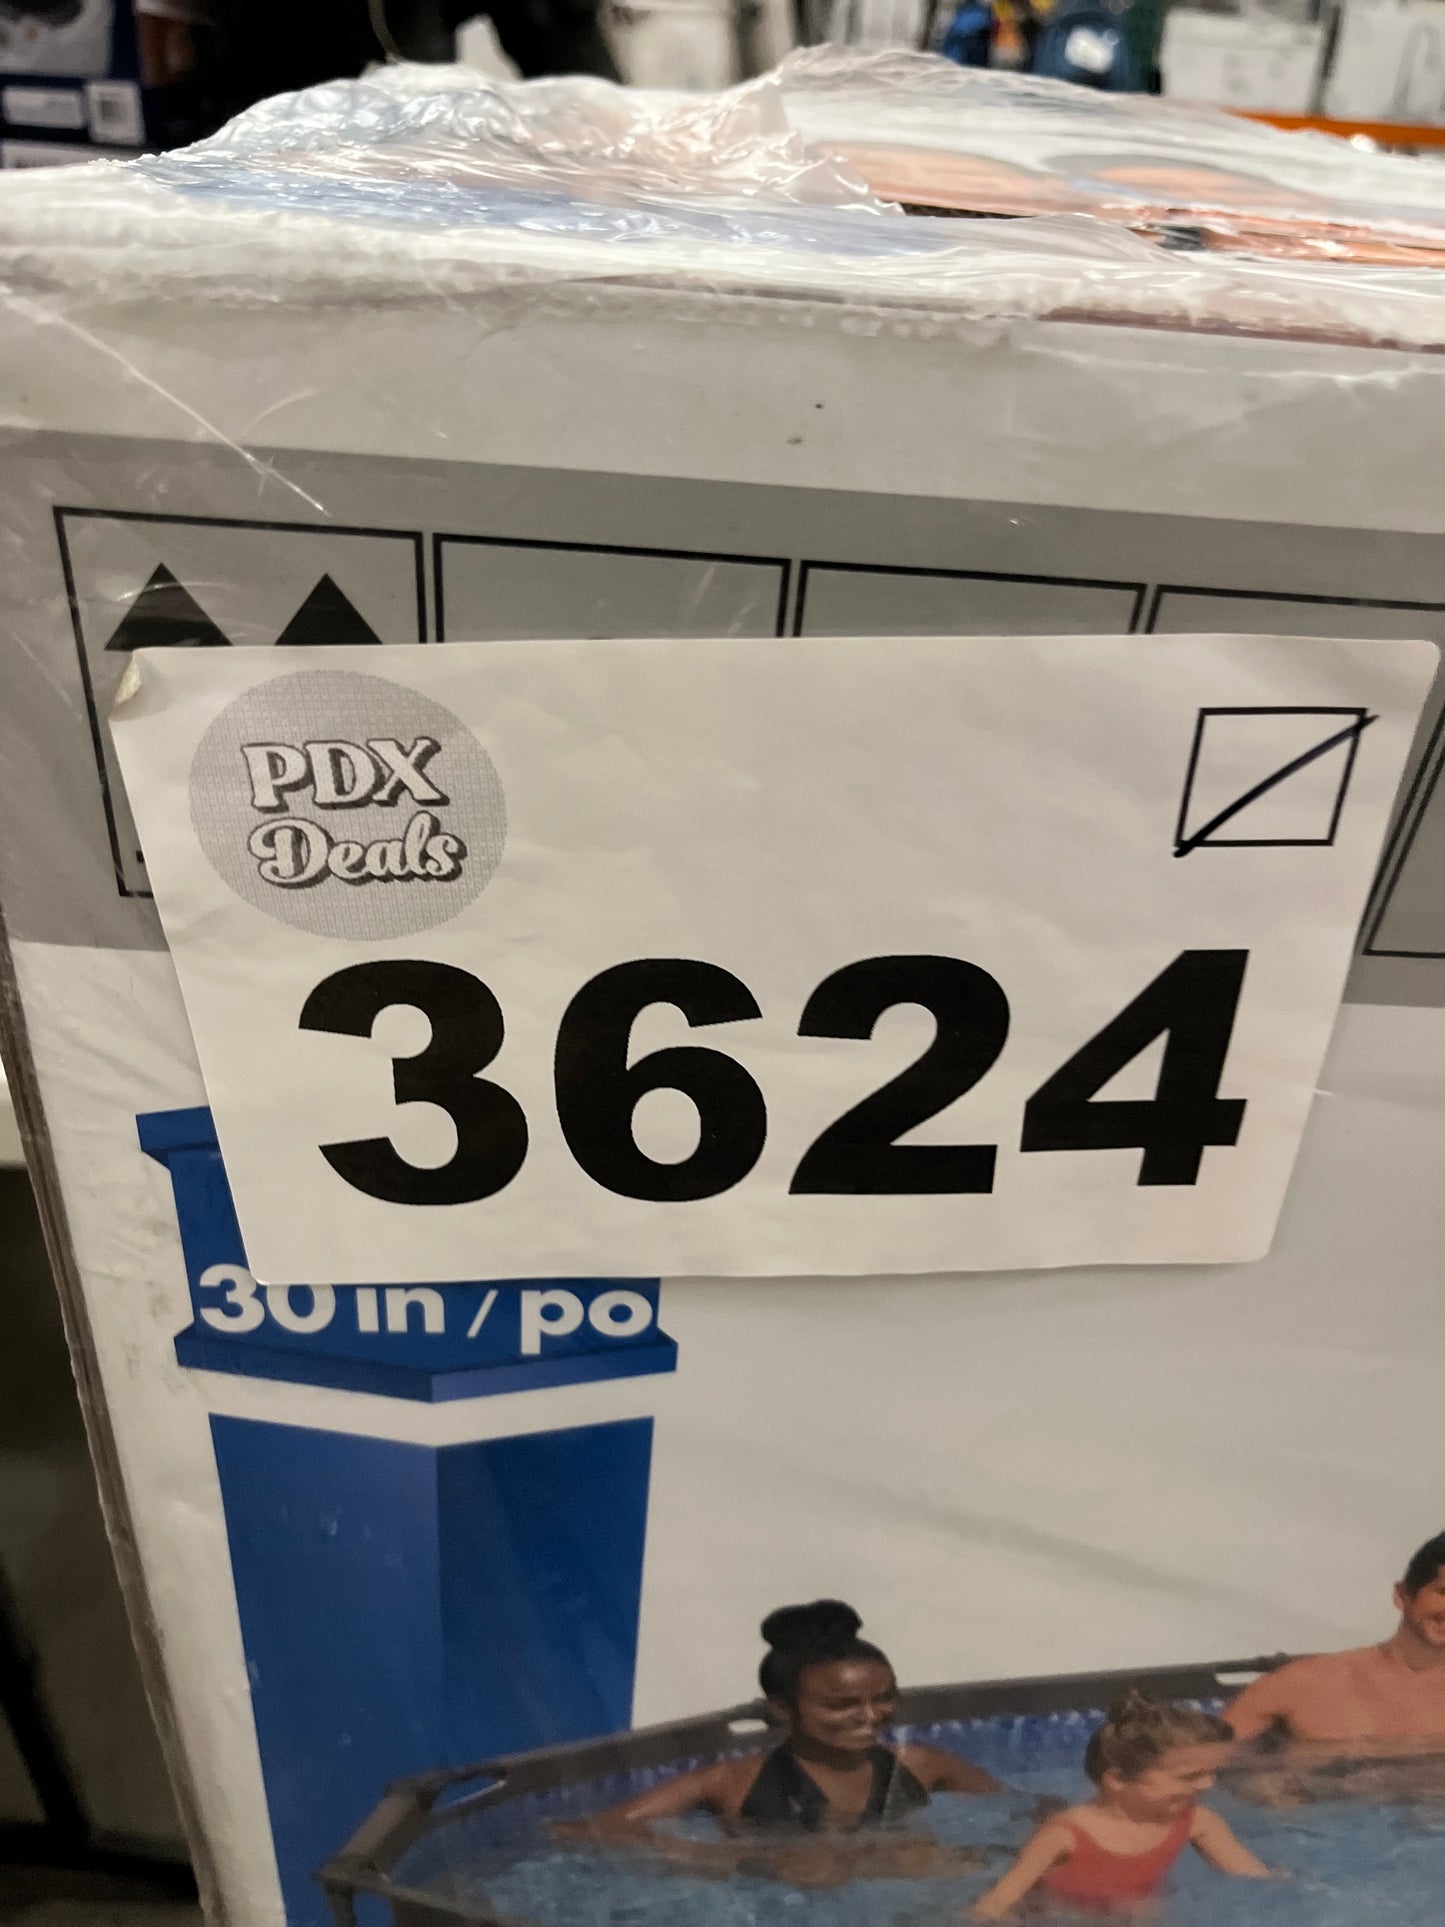 PDX
Deals
3624
30 in / po